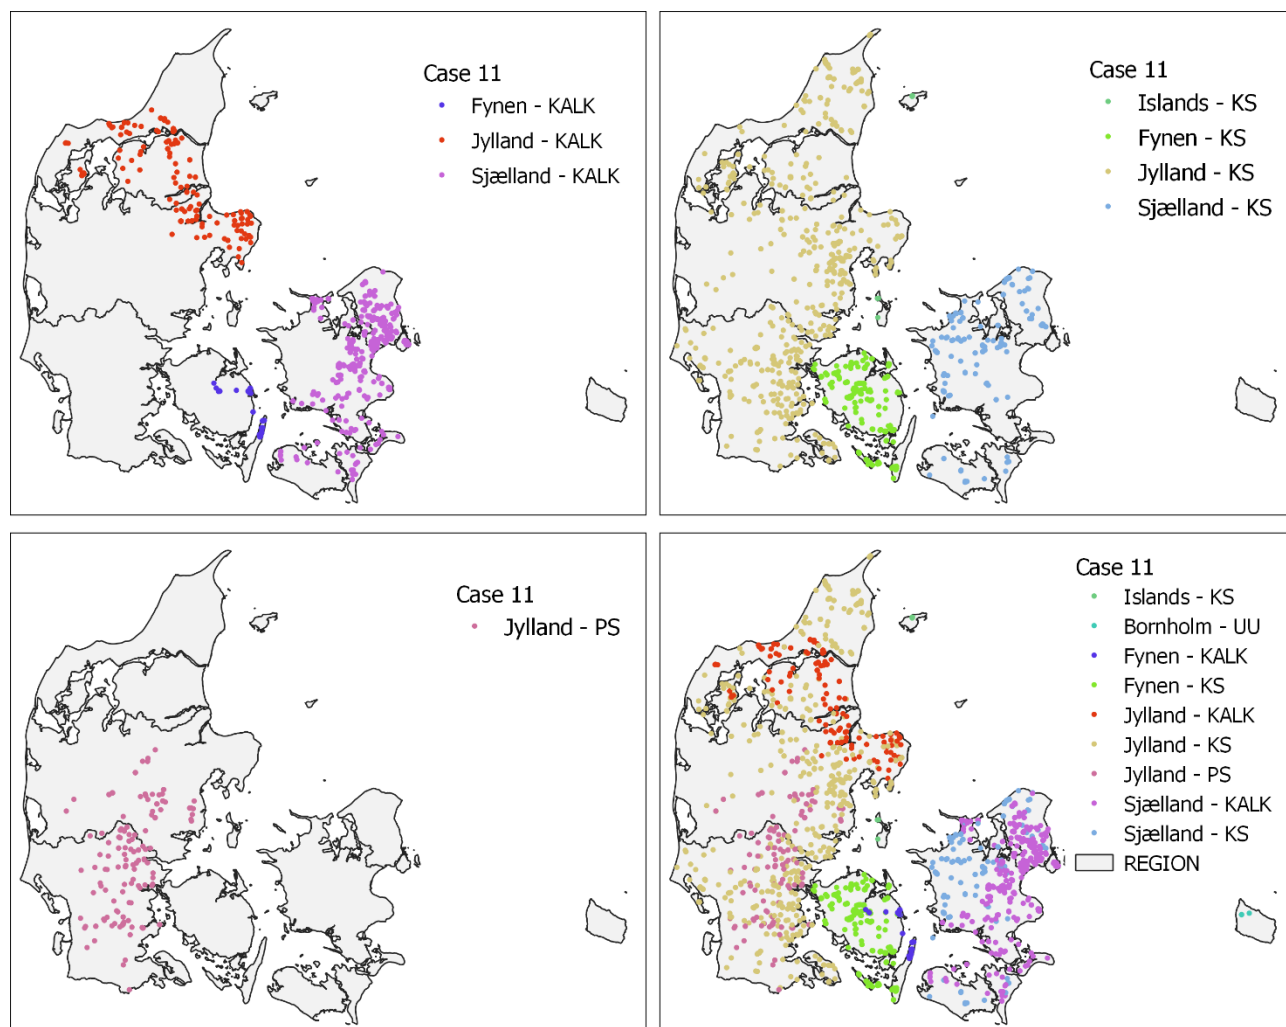 Case 11
Fynen - KALK
Jylland - KALK
Sjælland - KALK
Case 11
Islands - KS
Fynen - KS
Jylland - KS
Sjælland - KS
Case 11
Jylland - PS
Case 11
Islands - KS
Bornholm - UU
Fynen - KALK
Fynen - KS
Jylland - KALK
Jylland - KS
Jylland - PS
Sjælland - KALK
Sjælland - KS
REGION